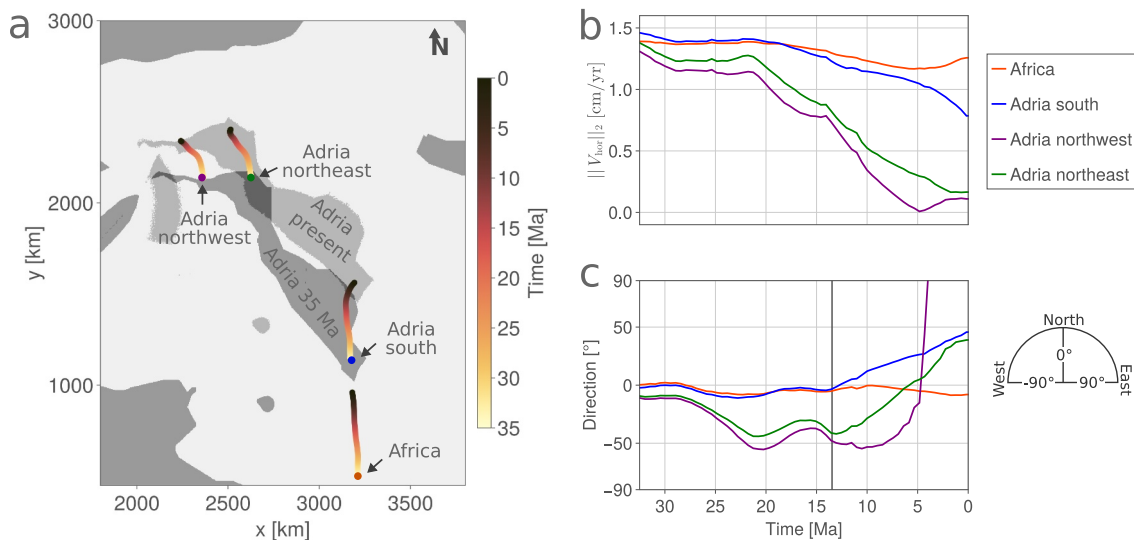 a
3000
2000
1000
y [km]
2000
2500
3000
3500
x [km]
N
Adria
northwest
Adria
northeast
Adria
present
Adria 35 Ma
Adria
south
Africa
0
5
10
15
20
25
30
35
Time [Ma]
b
1.5
1.0
0.5
0.0
||V_hor||_2 [cm/yr]
Africa
Adria south
Adria northwest
Adria northeast
c
90
50
0
−50
−90
Direction [°]
30
25
20
15
10
5
0
Time [Ma]
North
West
East
0°
-90°
90°